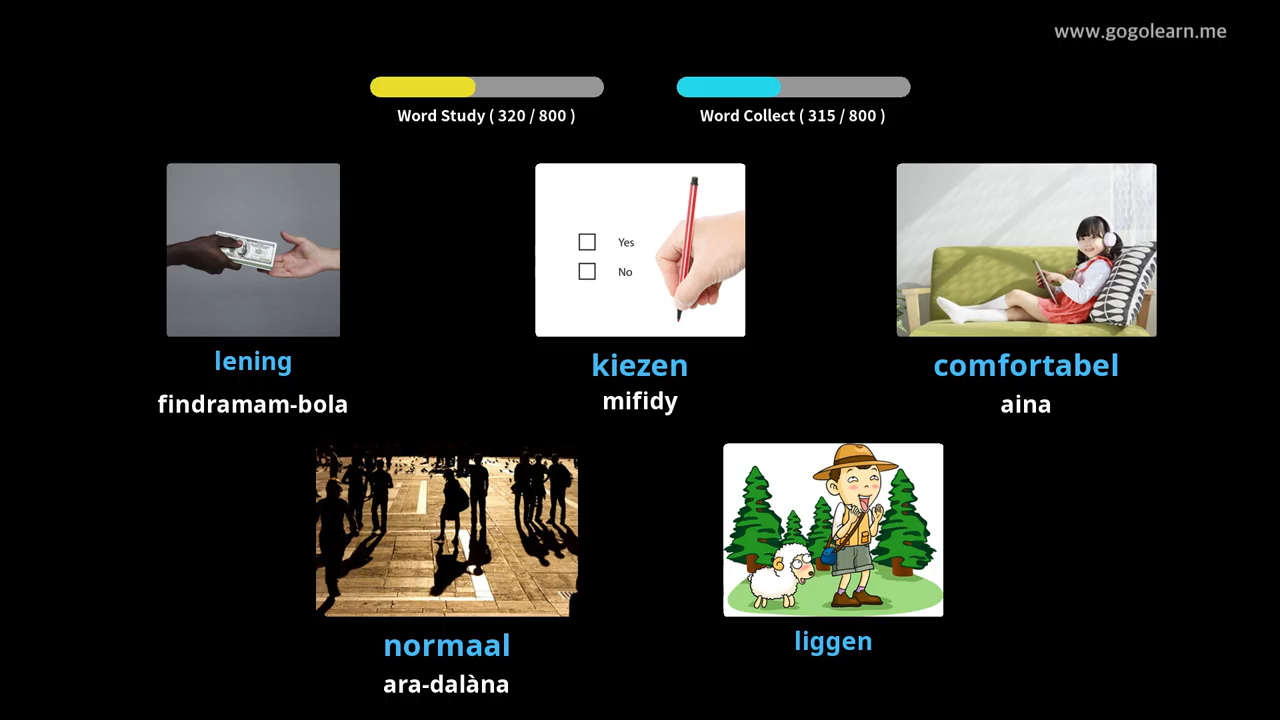 www.gogolearn.me
Word Study ( 320 / 800 )
Word Collect ( 315 / 800 )
Yes
No
lening
findramam-bola
kiezen
mifidy
comfortabel
aina
normaal
ara-dalàna
liggen